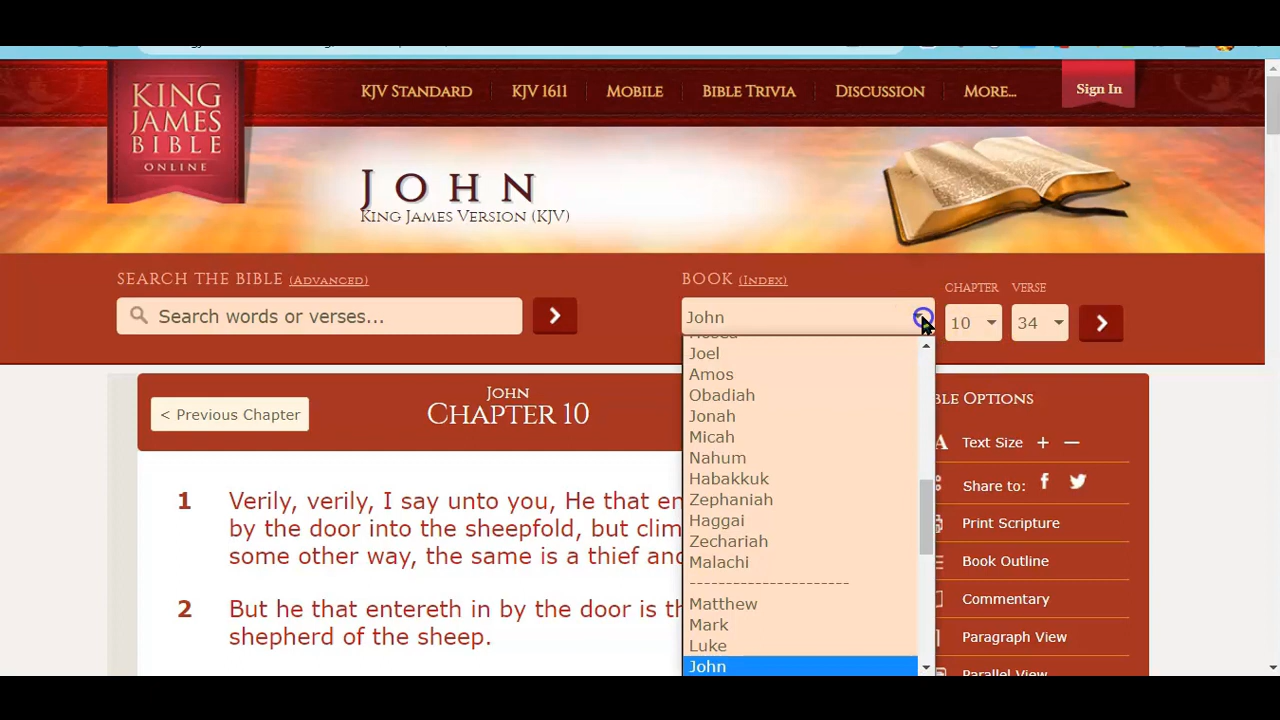 KING
JAMES
BIBLE
ONLINE
KJV STANDARD
KJV 1611
MOBILE
BIBLE TRIVIA
DISCUSSION
MORE...
Sign In
JOHN
KING JAMES VERSION (KJV)
SEARCH THE BIBLE (ADVANCED)
Search words or verses...
BOOK (INDEX)
John
CHAPTER
10
VERSE
34
Joel
Amos
Obadiah
Jonah
Micah
Nahum
Habakkuk
Zephaniah
Haggai
Zechariah
Malachi
----------------------
Matthew
Mark
Luke
John
< Previous Chapter
JOHN
CHAPTER 10
1 Verily, verily, I say unto you, He that en
by the door into the sheepfold, but clim
some other way, the same is a thief and
2 But he that entereth in by the door is th
shepherd of the sheep.
BLE OPTIONS
A Text Size + −
Share to:
Print Scripture
Book Outline
Commentary
Paragraph View
Parallel View